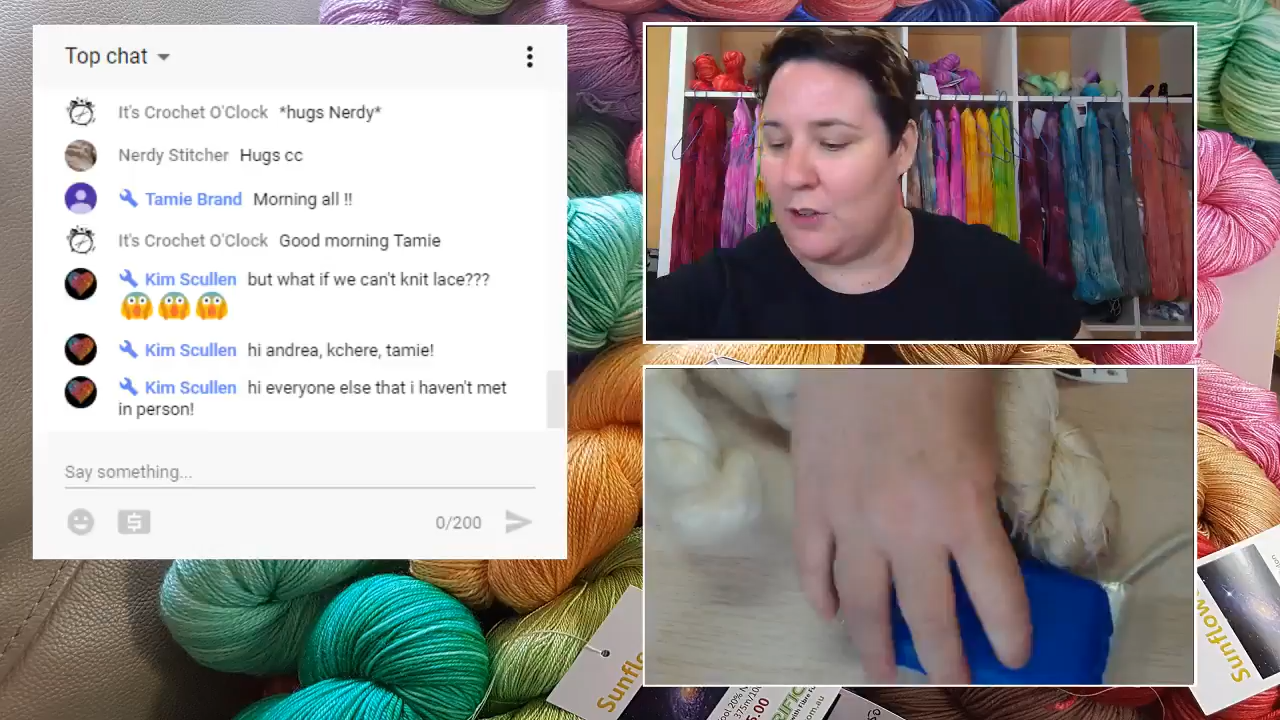 Top chat
It's Crochet O'Clock *hugs Nerdy*
Nerdy Stitcher Hugs cc
Tamie Brand Morning all !!
It's Crochet O'Clock Good morning Tamie
Kim Scullen but what if we can't knit lace???
Kim Scullen hi andrea, kchere, tamie!
Kim Scullen hi everyone else that i haven't met
in person!
Say something...
0/200
Sunflow
Sunflo
375m/10